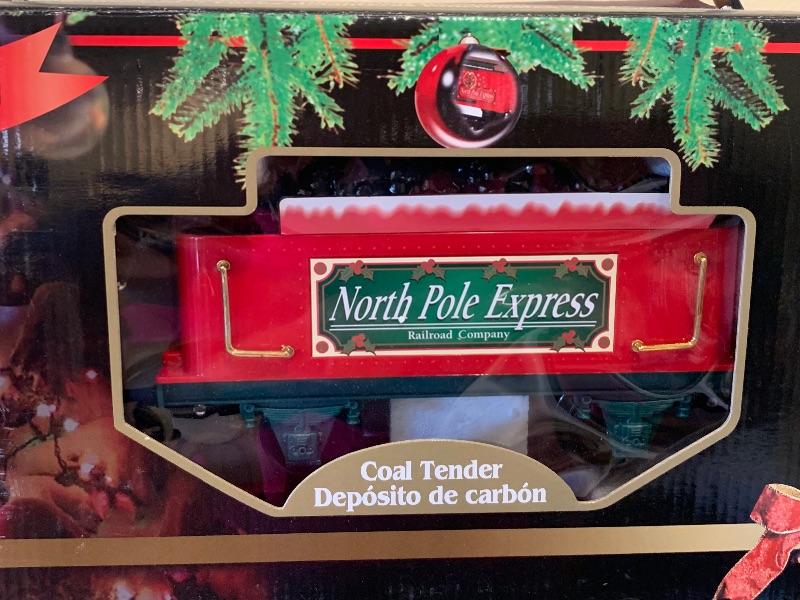 North Pole Express
Railroad Company
Coal Tender
Depósito de carbón